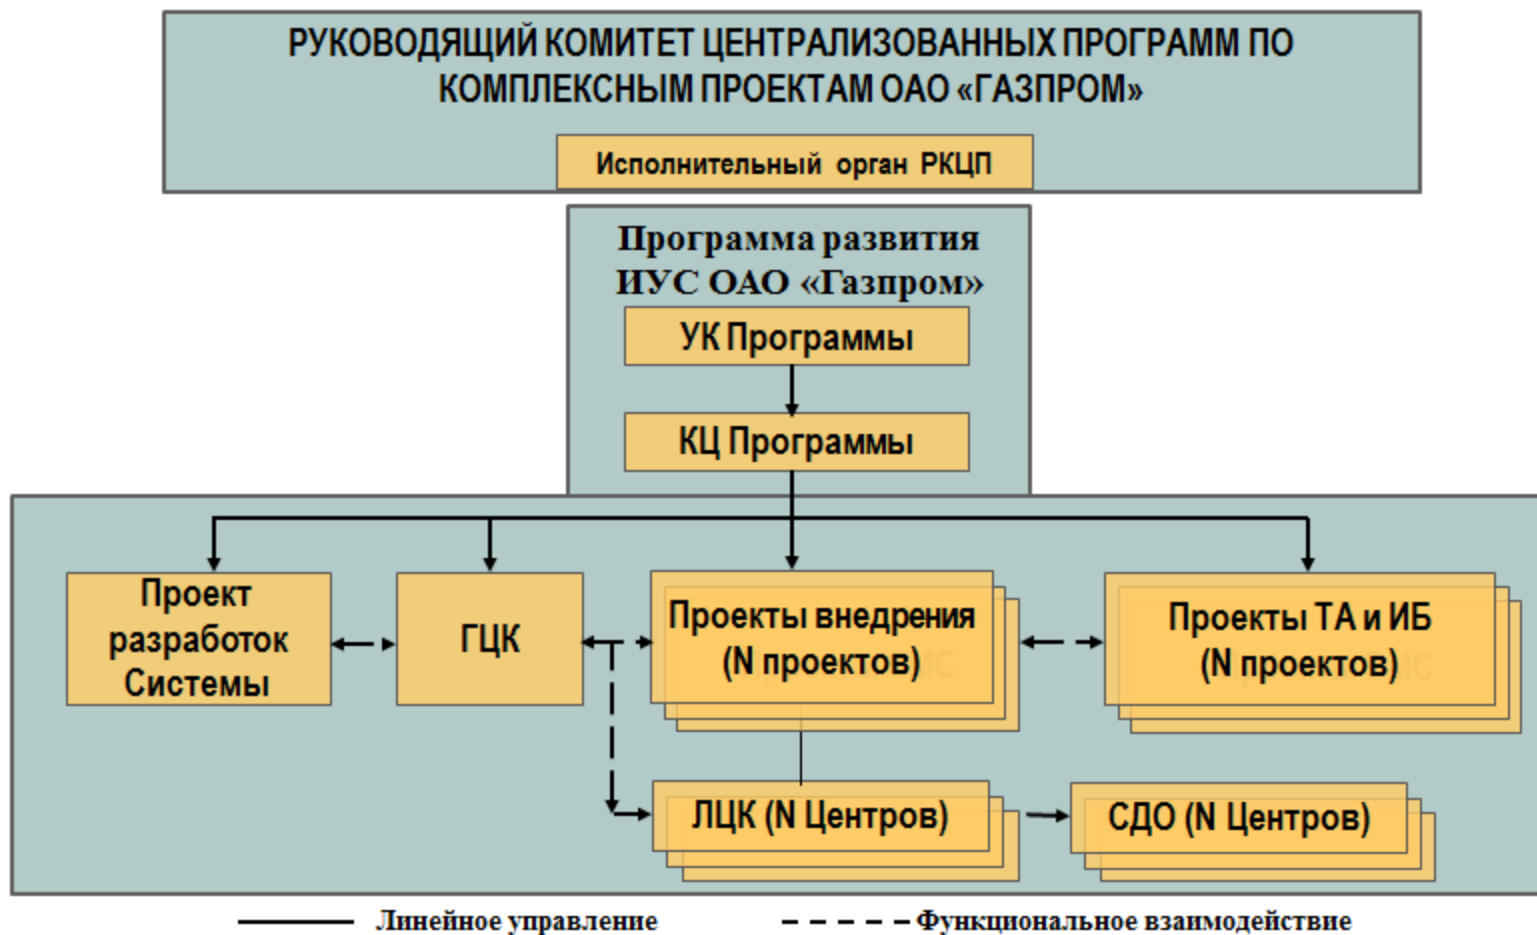 РУКОВОДЯЩИЙ КОМИТЕТ ЦЕНТРАЛИЗОВАННЫХ ПРОГРАММ ПО
КОМПЛЕКСНЫМ ПРОЕКТАМ ОАО «ГАЗПРОМ»
Исполнительный орган РКЦП
Программа развития
ИУС ОАО «Газпром»
УК Программы
КЦ Программы
Проект
разработок
Системы
ГЦК
Проекты внедрения
(N проектов)
Проекты ТА и ИБ
(N проектов)
ЛЦК (N Центров)
СДО (N Центров)
Линейное управление
Функциональное взаимодействие